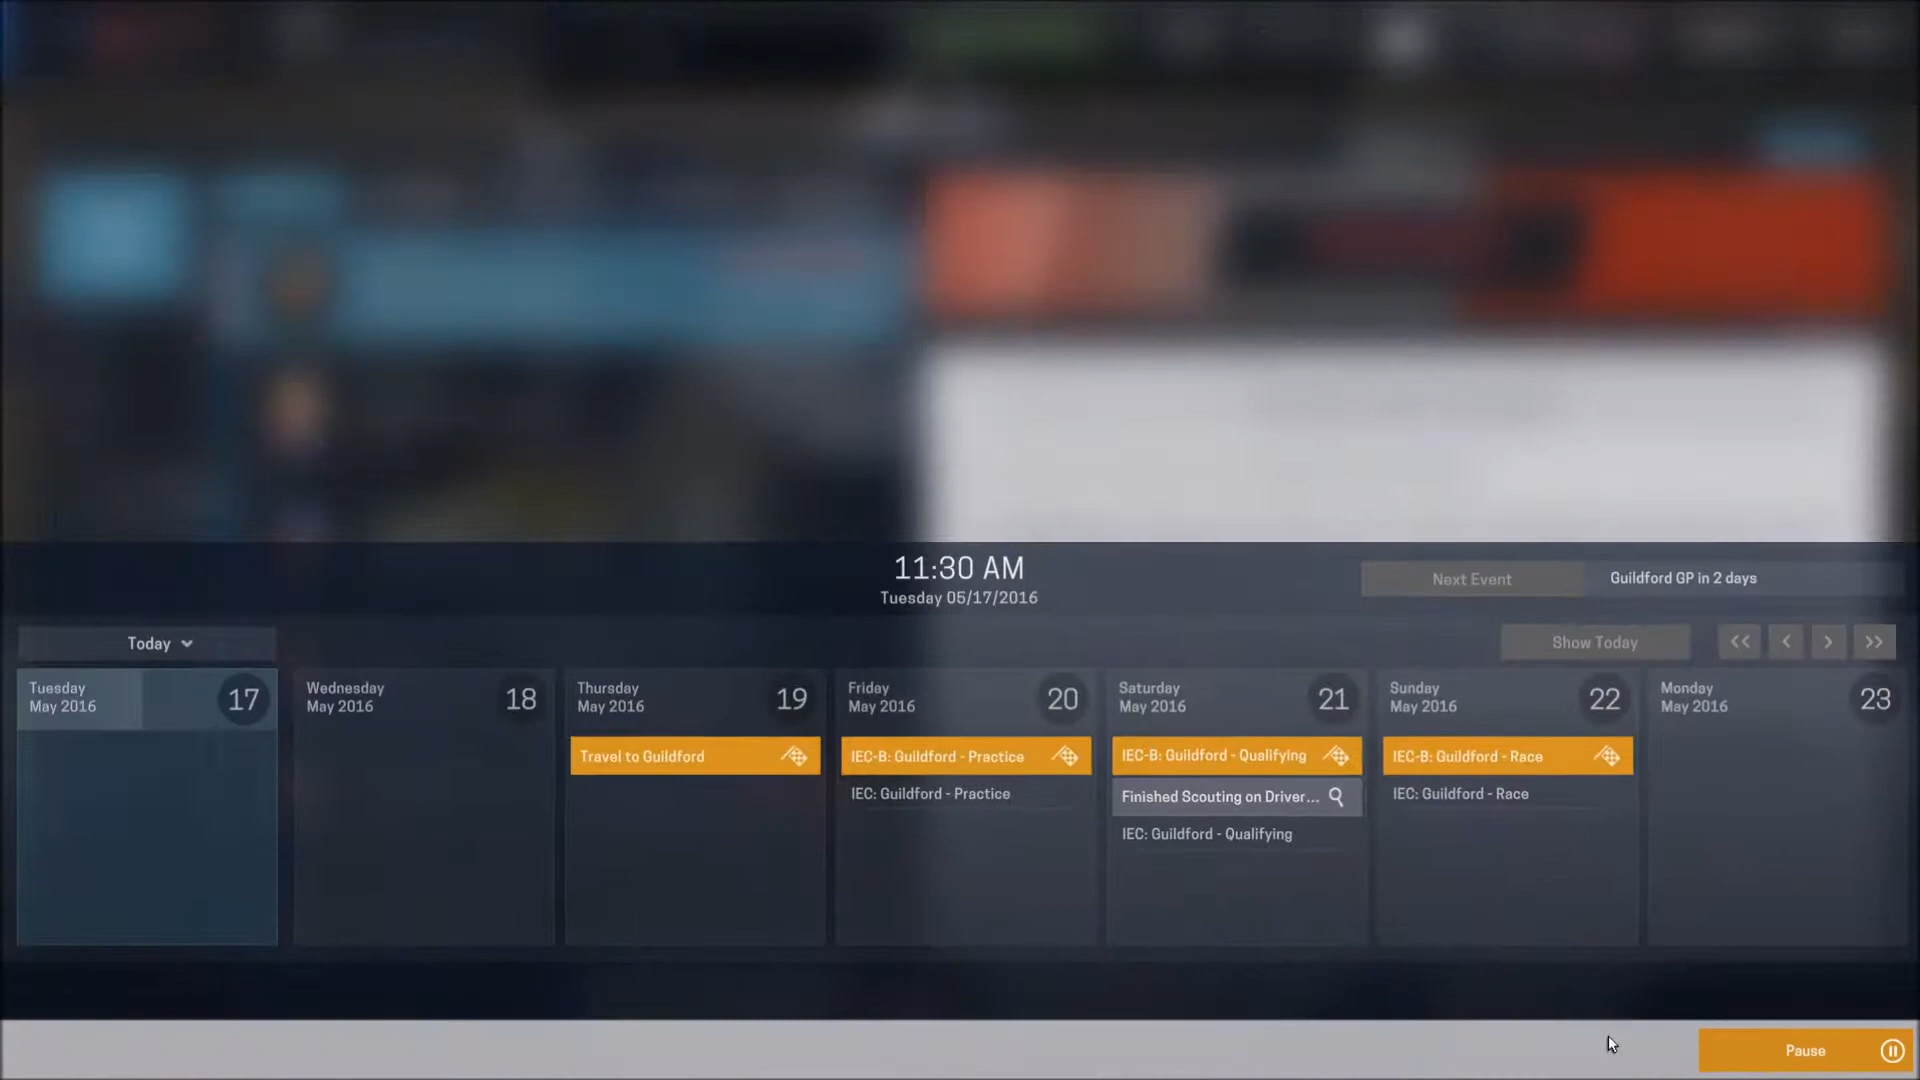 11:30 AM
Tuesday 05/17/2016
Next Event
Guildford GP in 2 days
Today
Show Today
Tuesday
May 2016
17
Wednesday
May 2016
18
Thursday
May 2016
19
Travel to Guildford
Friday
May 2016
20
IEC-B: Guildford - Practice
IEC: Guildford - Practice
Saturday
May 2016
21
IEC-B: Guildford - Qualifying
Finished Scouting on Driver...
IEC: Guildford - Qualifying
Sunday
May 2016
22
IEC-B: Guildford - Race
IEC: Guildford - Race
Monday
May 2016
23
Pause